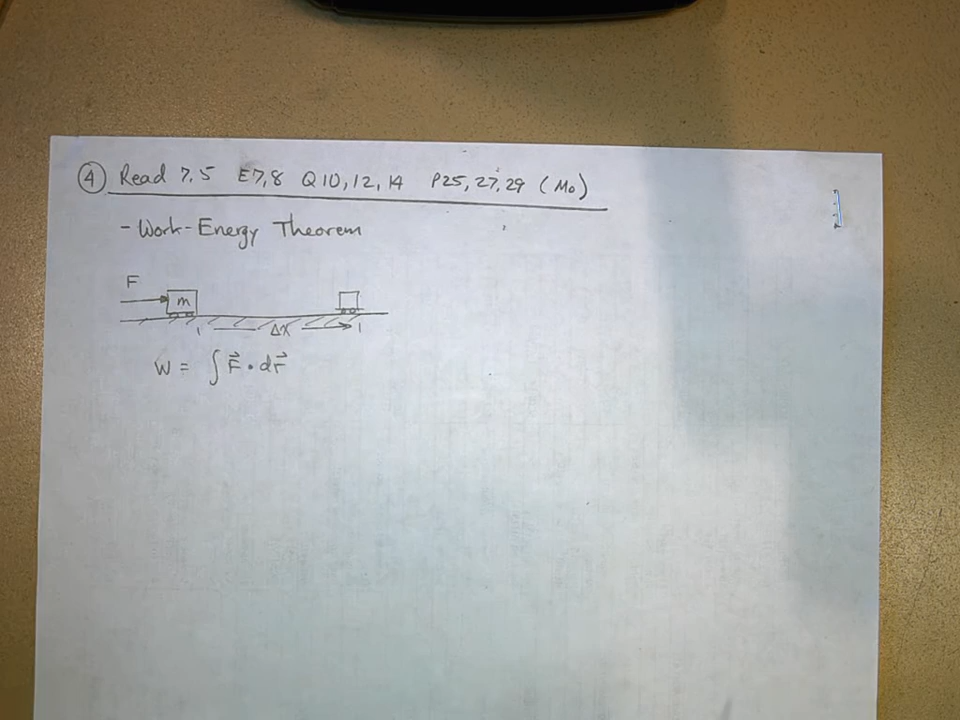 ④ Read 7.5 E7,8 Q10,12,14 P25,27,29 (Mo)
- Work-Energy Theorem
F
m
Δx
W = ∫ F⃗ · dr⃗